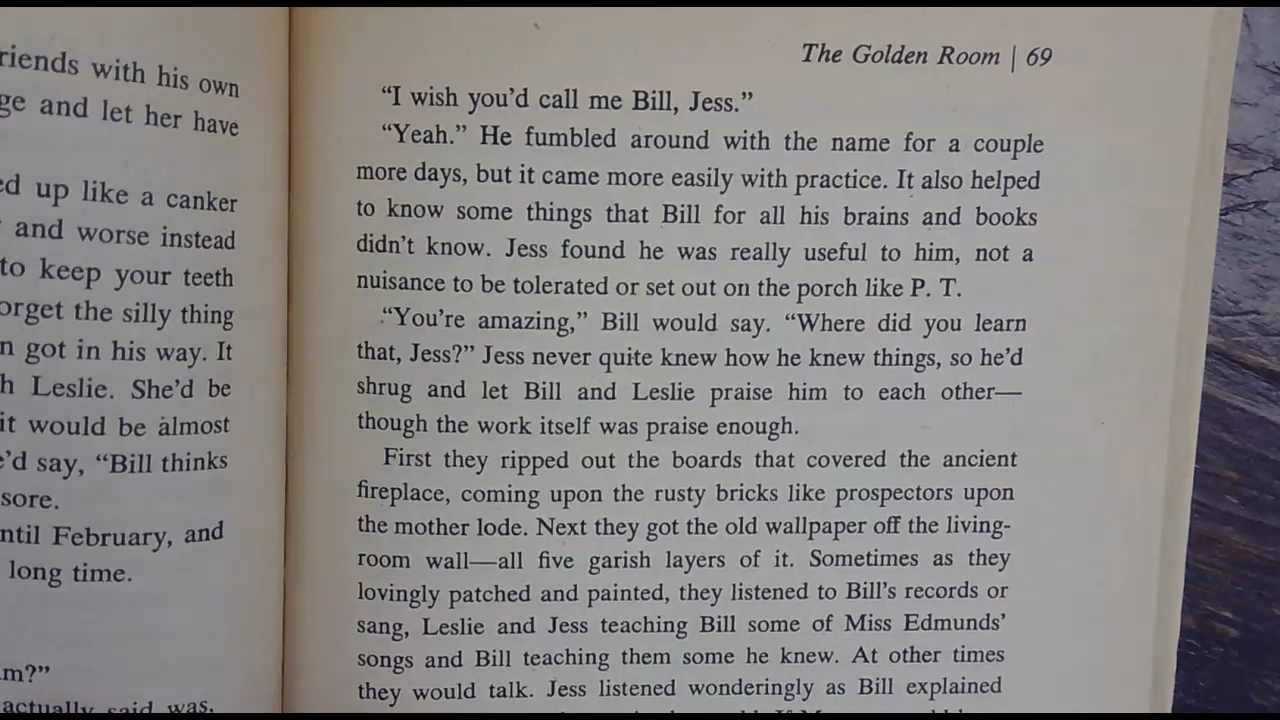 riends with his own
ge and let her have
ed up like a canker
and worse instead
to keep your teeth
orget the silly thing
n got in his way. It
h Leslie. She'd be
it would be almost
e'd say, “Bill thinks
sore.
ntil February, and
long time.
m?”
actually said was,
The Golden Room | 69
“I wish you'd call me Bill, Jess.”
“Yeah.” He fumbled around with the name for a couple
more days, but it came more easily with practice. It also helped
to know some things that Bill for all his brains and books
didn't know. Jess found he was really useful to him, not a
nuisance to be tolerated or set out on the porch like P. T.
“You're amazing,” Bill would say. “Where did you learn
that, Jess?” Jess never quite knew how he knew things, so he'd
shrug and let Bill and Leslie praise him to each other—
though the work itself was praise enough.
First they ripped out the boards that covered the ancient
fireplace, coming upon the rusty bricks like prospectors upon
the mother lode. Next they got the old wallpaper off the living-
room wall—all five garish layers of it. Sometimes as they
lovingly patched and painted, they listened to Bill's records or
sang, Leslie and Jess teaching Bill some of Miss Edmunds'
songs and Bill teaching them some he knew. At other times
they would talk. Jess listened wonderingly as Bill explained